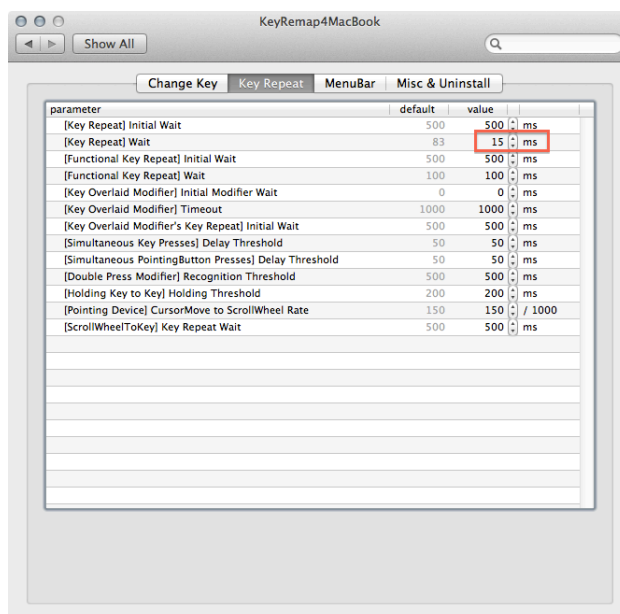 KeyRemap4MacBook
Show All
Change Key Key Repeat MenuBar Misc & Uninstall
parameter default value
[Key Repeat] Initial Wait 500 500 ms
[Key Repeat] Wait 83 15 ms
[Functional Key Repeat] Initial Wait 500 500 ms
[Functional Key Repeat] Wait 100 100 ms
[Key Overlaid Modifier] Initial Modifier Wait 0 0 ms
[Key Overlaid Modifier] Timeout 1000 1000 ms
[Key Overlaid Modifier's Key Repeat] Initial Wait 500 500 ms
[Simultaneous Key Presses] Delay Threshold 50 50 ms
[Simultaneous PointingButton Presses] Delay Threshold 50 50 ms
[Double Press Modifier] Recognition Threshold 500 500 ms
[Holding Key to Key] Holding Threshold 200 200 ms
[Pointing Device] CursorMove to ScrollWheel Rate 150 150 / 1000
[ScrollWheelToKey] Key Repeat Wait 500 500 ms